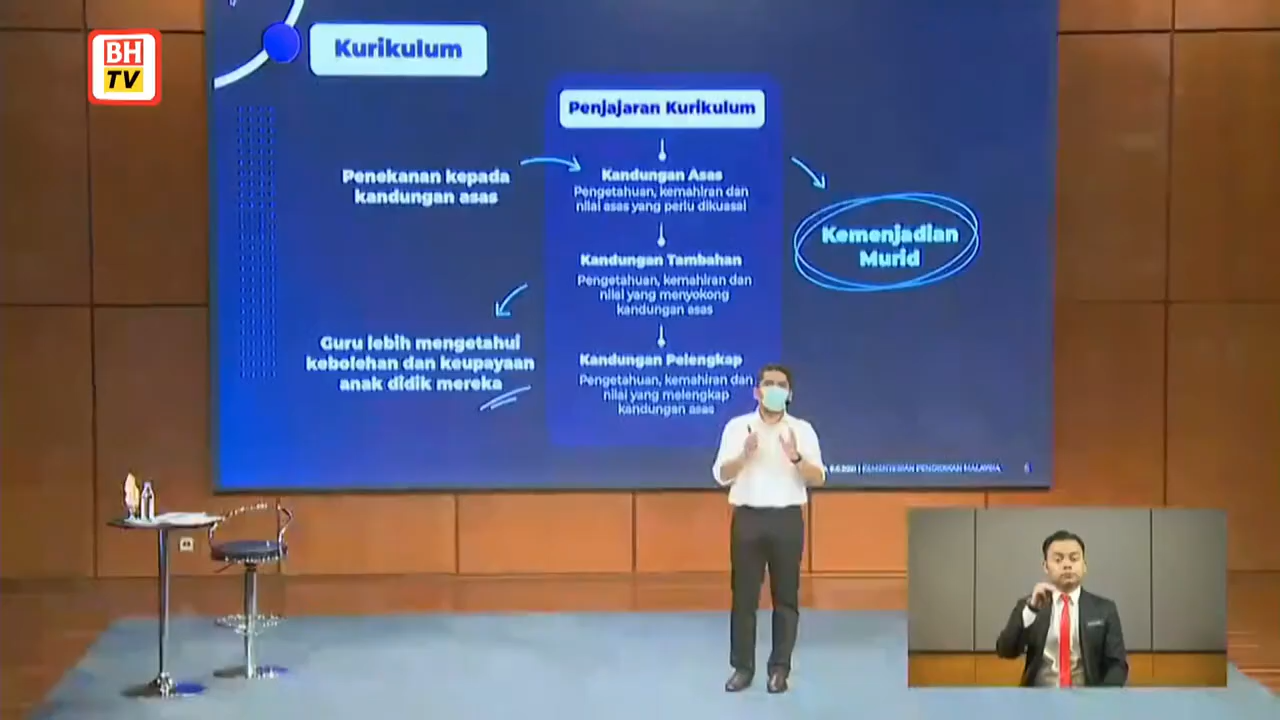 BH
TV
Kurikulum
Penjajaran Kurikulum
Penekanan kepada
kandungan asas
Kandungan Asas
Pengetahuan, kemahiran dan
nilai asas yang perlu dikuasai
Kemenjadian
Murid
Kandungan Tambahan
Pengetahuan, kemahiran dan
nilai yang menyokong
kandungan asas
Guru lebih mengetahui
kebolehan dan keupayaan
anak didik mereka
Kandungan Pelengkap
Pengetahuan, kemahiran dan
nilai yang melengkap
kandungan asas
KEMENTERIAN PENDIDIKAN MALAYSIA